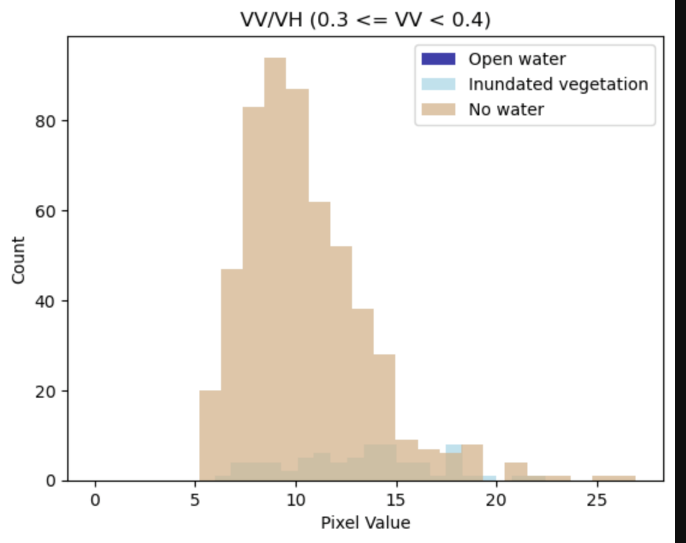 VV/VH (0.3 <= VV < 0.4)
Open water
Inundated vegetation
No water
80
60
40
20
0
Count
0 5 10 15 20 25
Pixel Value